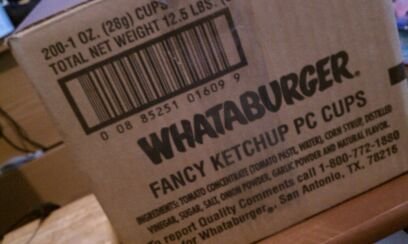 200-1 OZ. (28g) CUPS
TOTAL NET WEIGHT 12.5 LBS.
0 08 85251 01609 9
WHATABURGER®
FANCY KETCHUP PC CUPS
INGREDIENTS: TOMATO CONCENTRATE (TOMATO PASTE, WATER), CORN SYRUP, DISTILLED
VINEGAR, SUGAR, SALT, ONION POWDER, GARLIC POWDER AND NATURAL FLAVOR.
To report Quality Comments call 1-800-772-1880
for Whataburger, San Antonio, TX, 78216